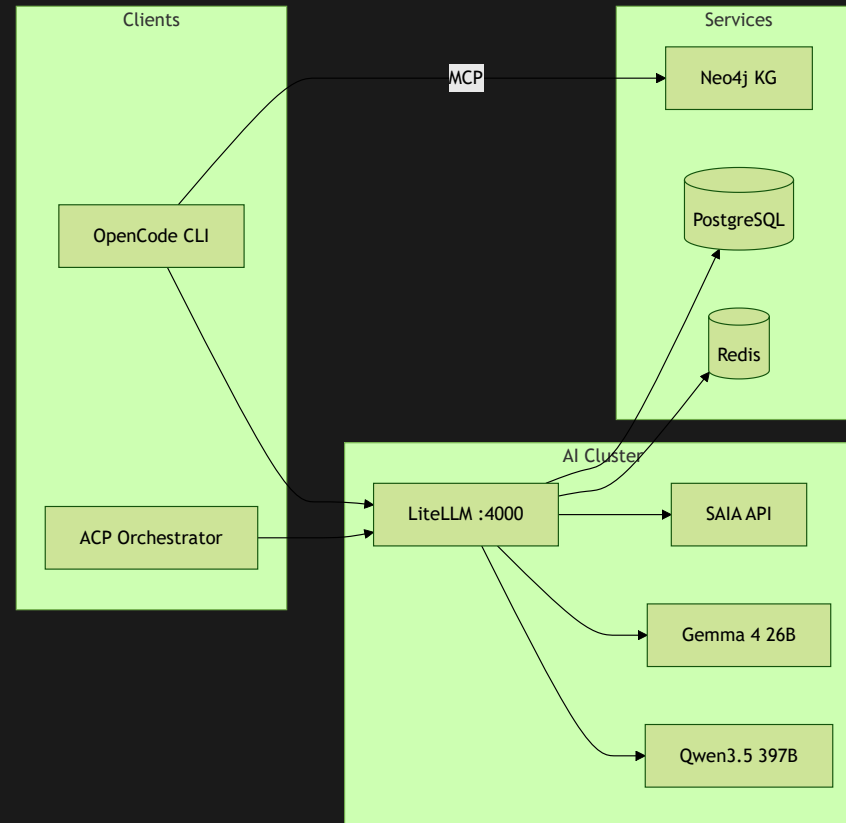 Clients
Services
MCP
Neo4j KG
PostgreSQL
OpenCode CLI
Redis
AI Cluster
LiteLLM :4000
SAIA API
ACP Orchestrator
Gemma 4 26B
Qwen3.5 397B